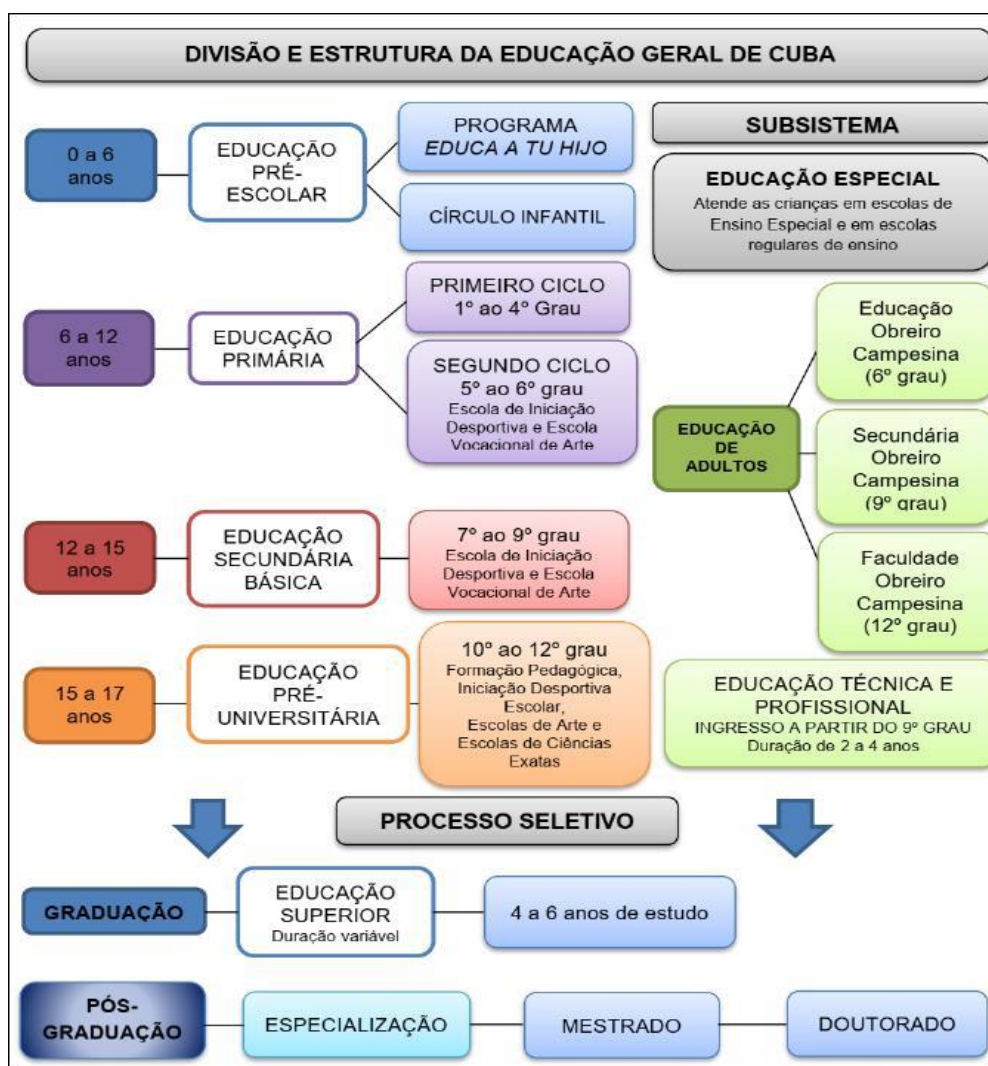 DIVISÃO E ESTRUTURA DA EDUCAÇÃO GERAL DE CUBA
0 a 6
anos
EDUCAÇÃO
PRÉ-
ESCOLAR
PROGRAMA
EDUCA A TU HIJO
CÍRCULO INFANTIL
6 a 12
anos
EDUCAÇÃO
PRIMÁRIA
PRIMEIRO CICLO
1º ao 4º Grau
SEGUNDO CICLO
5º ao 6º grau
Escola de Iniciação
Desportiva e Escola
Vocacional de Arte
12 a 15
anos
EDUCAÇÂO
SECUNDÁRIA
BÁSICA
7º ao 9º grau
Escola de Iniciação
Desportiva e Escola
Vocacional de Arte
15 a 17
anos
EDUCAÇÃO
PRÉ-
UNIVERSITÁRIA
10º ao 12º grau
Formação Pedagógica,
Iniciação Desportiva
Escolar,
Escolas de Arte e
Escolas de Ciências
Exatas
SUBSISTEMA
EDUCAÇÃO ESPECIAL
Atende as crianças em escolas de
Ensino Especial e em escolas
regulares de ensino
EDUCAÇÃO
DE
ADULTOS
Educação
Obreiro
Campesina
(6º grau)
Secundária
Obreiro
Campesina
(9º grau)
Faculdade
Obreiro
Campesina
(12º grau)
EDUCAÇÃO TÉCNICA E
PROFISSIONAL
INGRESSO A PARTIR DO 9º GRAU
Duração de 2 a 4 anos
PROCESSO SELETIVO
GRADUAÇÃO
EDUCAÇÃO
SUPERIOR
Duração variável
4 a 6 anos de estudo
PÓS-
GRADUAÇÃO
ESPECIALIZAÇÃO
MESTRADO
DOUTORADO